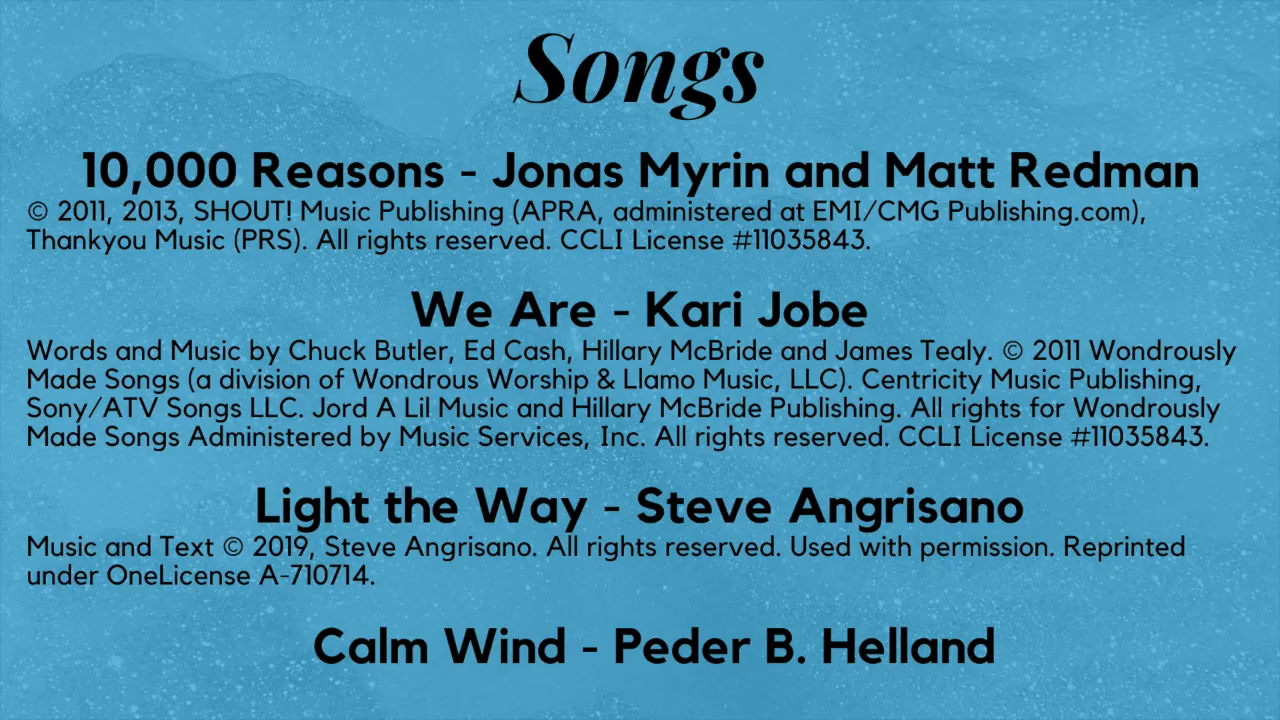 Songs
10,000 Reasons - Jonas Myrin and Matt Redman
© 2011, 2013, SHOUT! Music Publishing (APRA, administered at EMI/CMG Publishing.com),
Thankyou Music (PRS). All rights reserved. CCLI License #11035843.
We Are - Kari Jobe
Words and Music by Chuck Butler, Ed Cash, Hillary McBride and James Tealy. © 2011 Wondrously
Made Songs (a division of Wondrous Worship & Llamo Music, LLC). Centricity Music Publishing,
Sony/ATV Songs LLC. Jord A Lil Music and Hillary McBride Publishing. All rights for Wondrously
Made Songs Administered by Music Services, Inc. All rights reserved. CCLI License #11035843.
Light the Way - Steve Angrisano
Music and Text © 2019, Steve Angrisano. All rights reserved. Used with permission. Reprinted
under OneLicense A-710714.
Calm Wind - Peder B. Helland